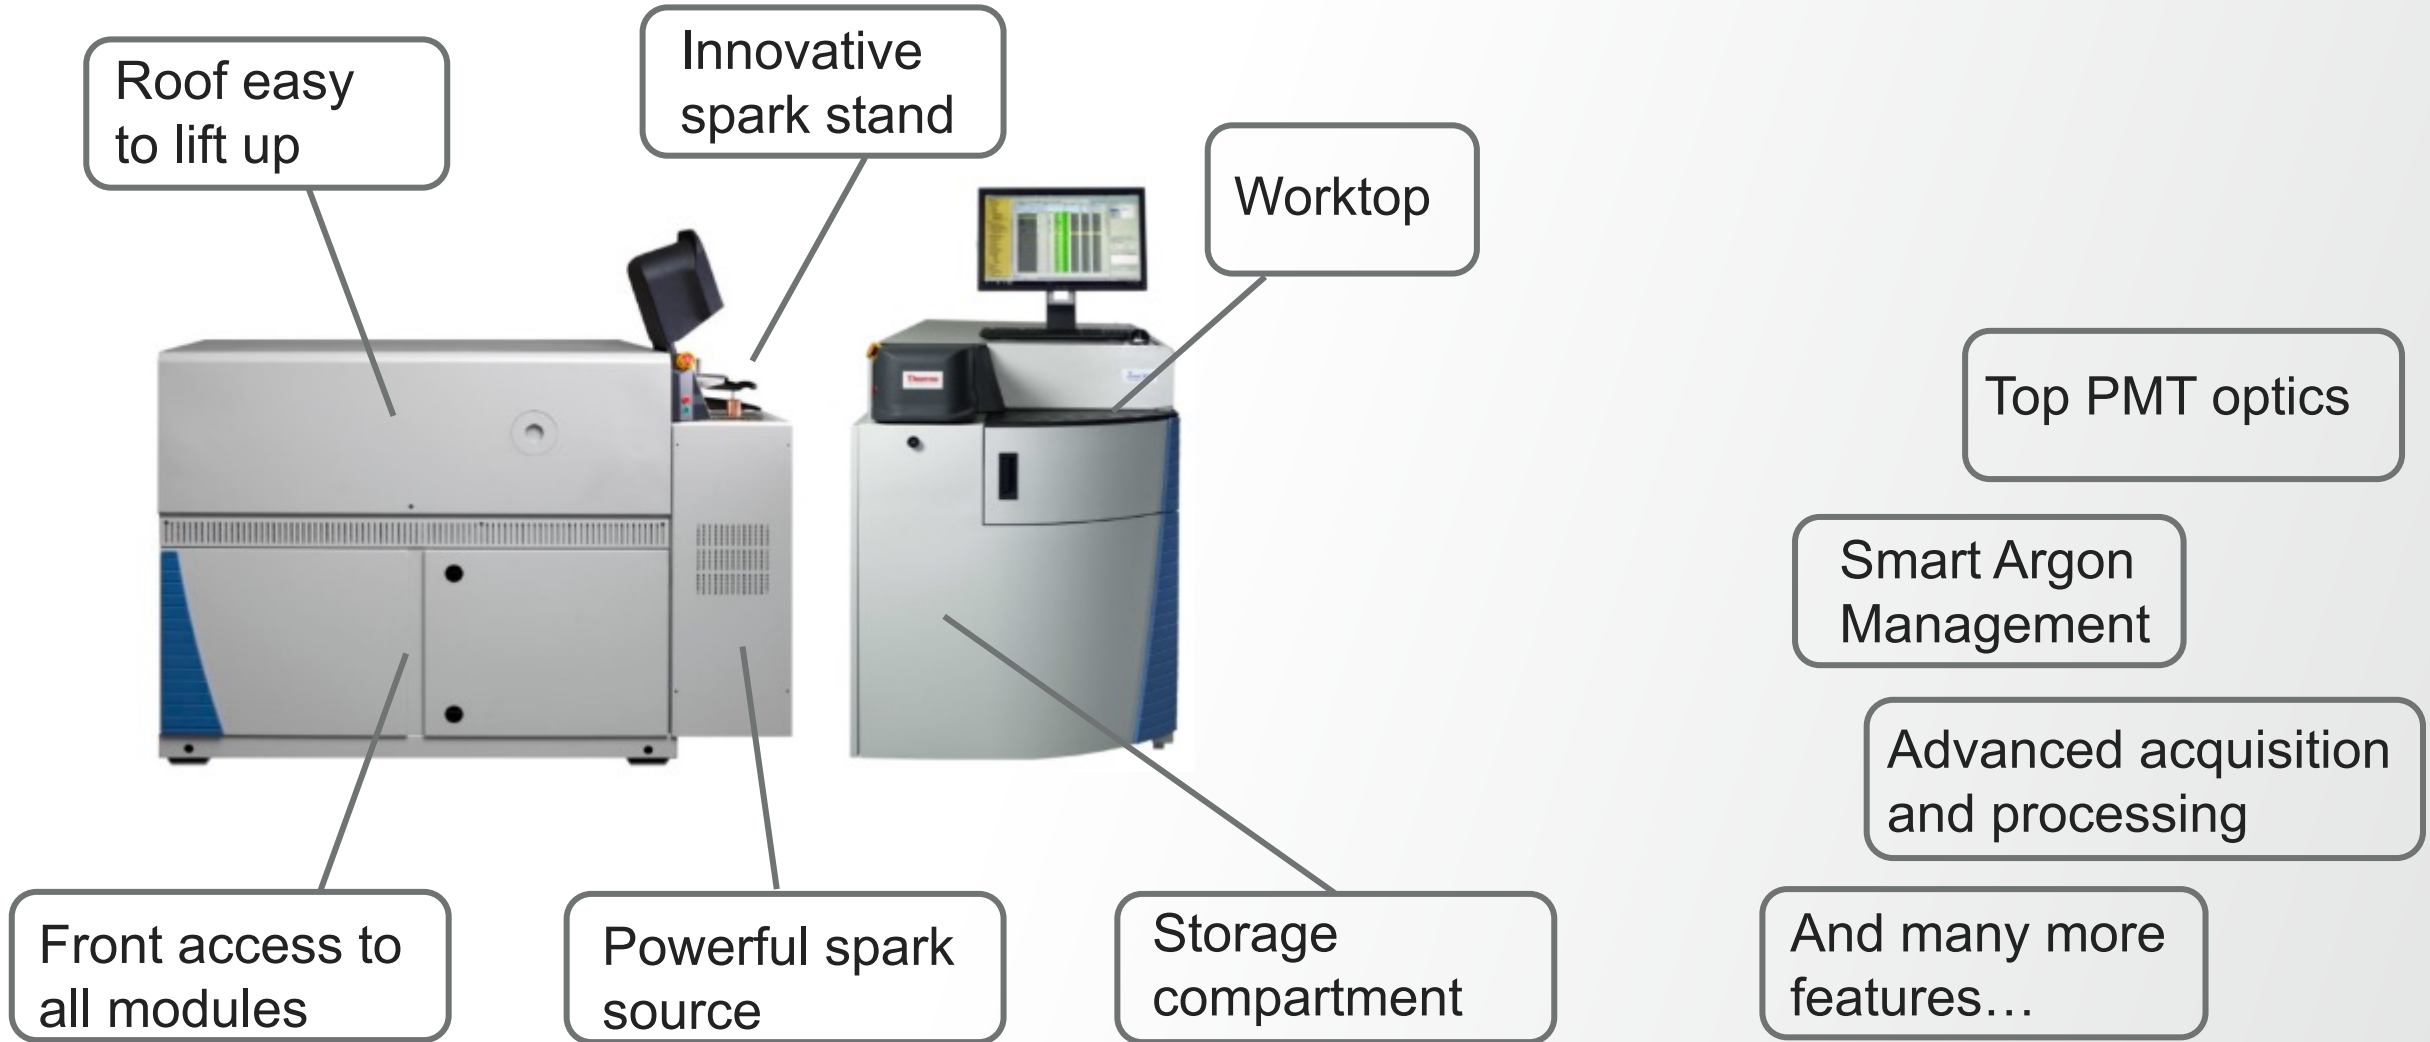 Roof easy
to lift up
Innovative
spark stand
Worktop
Thermo
Top PMT optics
Smart Argon
Management
Advanced acquisition
and processing
Front access to
all modules
Powerful spark
source
Storage
compartment
And many more
features…